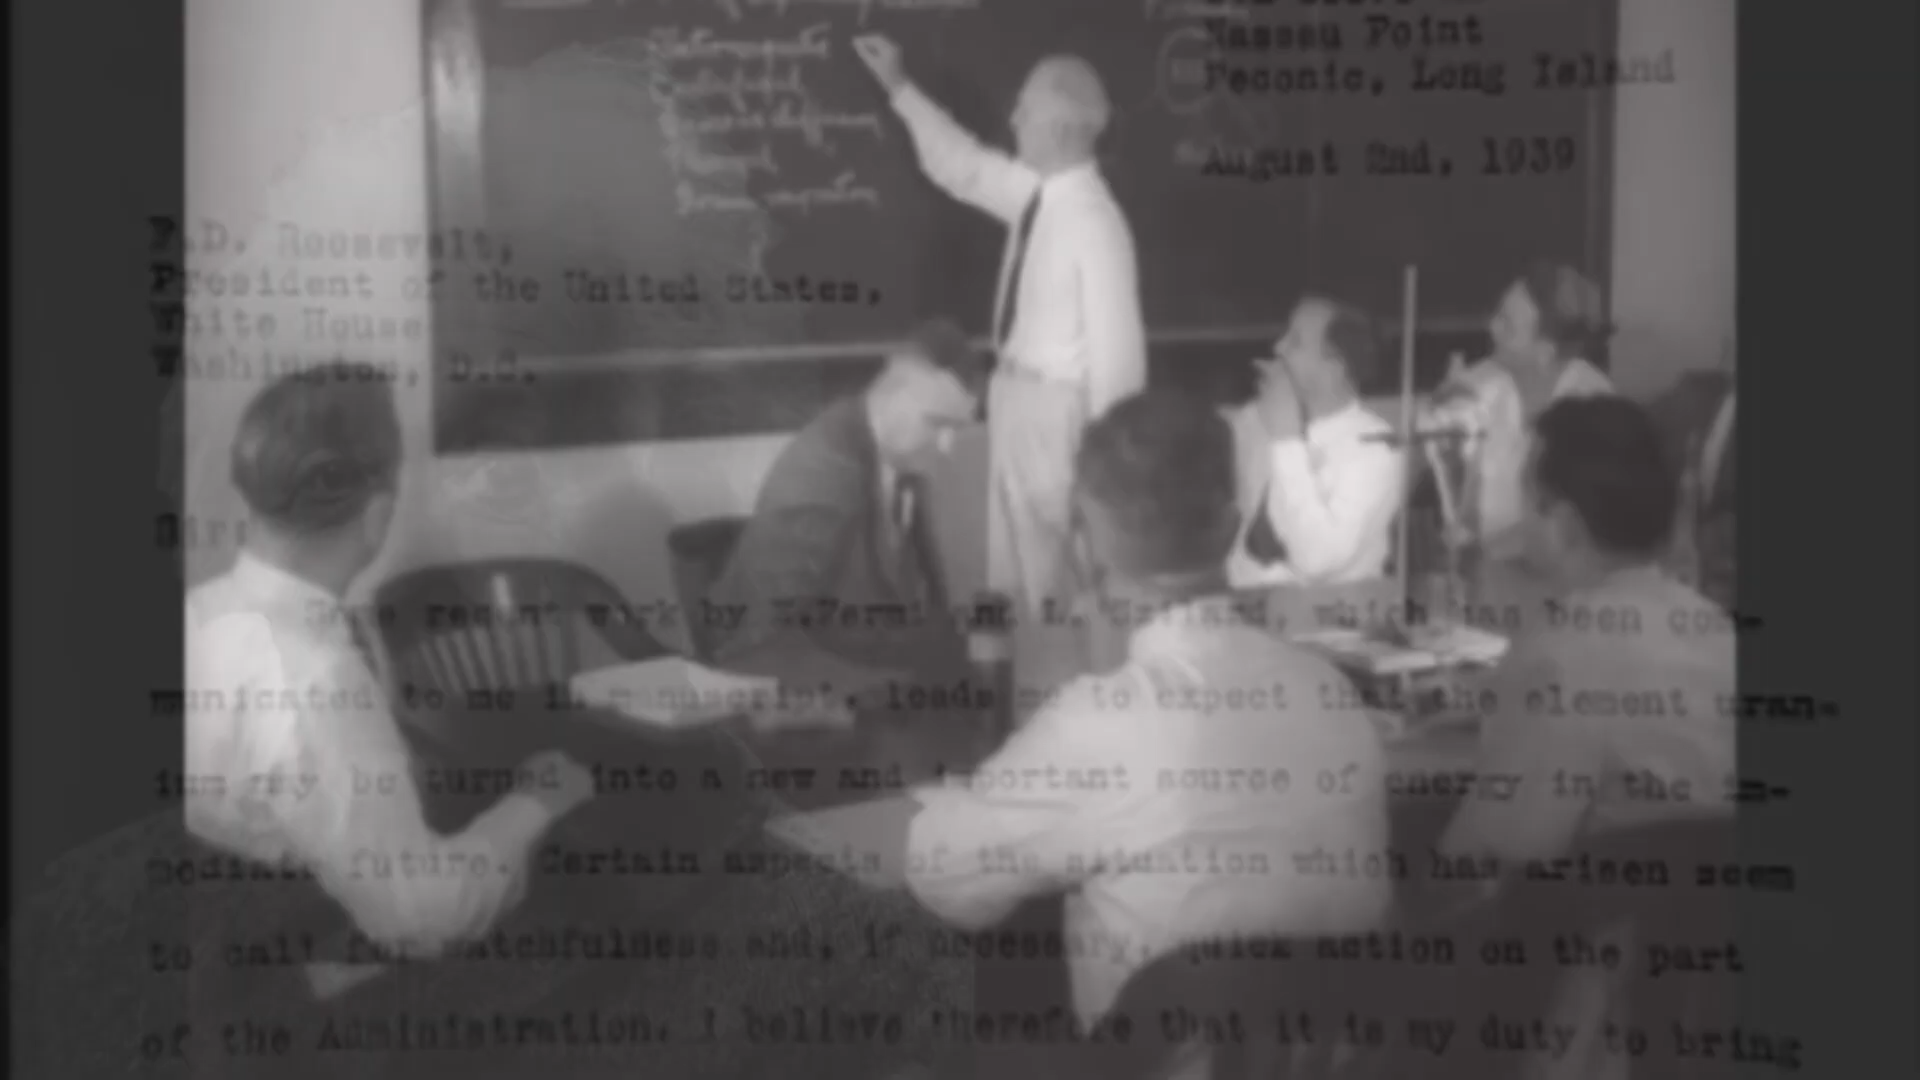 Nassau Point
Peconic, Long Island
August 2nd, 1939
F.D. Roosevelt,
President of the United States,
White House
Washington, D.C.
Sir:
Some recent work by E.Fermi and L. Szilard, which has been com-
municated to me in manuscript, leads me to expect that the element uran-
ium may be turned into a new and important source of energy in the im-
mediate future. Certain aspects of the situation which has arisen seem
to call for watchfulness and, if necessary, quick action on the part
of the Administration. I believe therefore that it is my duty to bring